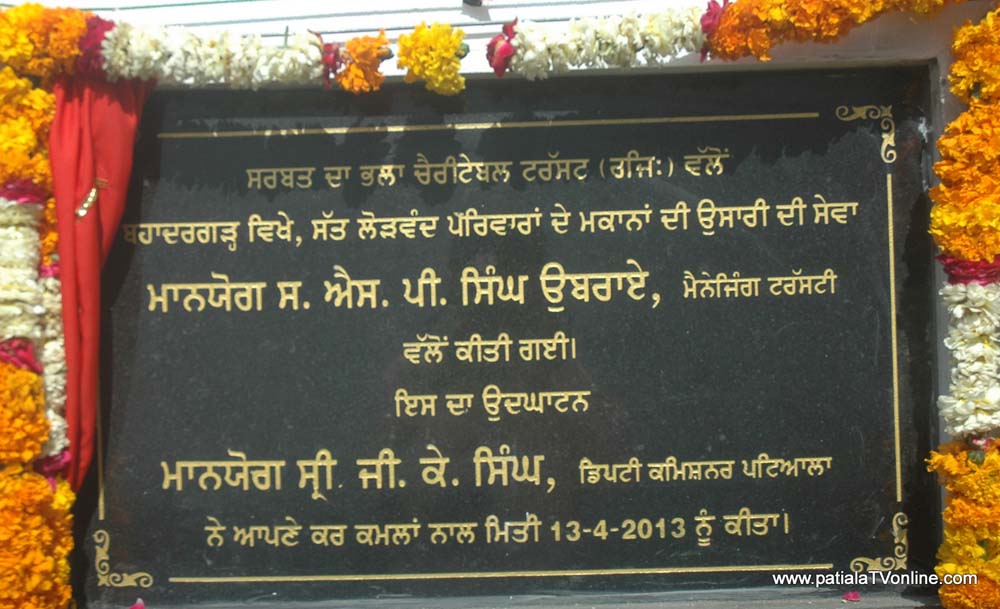 ਸਰਬਤ ਦਾ ਭਲਾ ਚੈਰੀਟੇਬਲ ਟਰੱਸਟ (ਰਜਿ:) ਵੱਲੋਂ
ਬਹਾਦਰਗੜ੍ਹ ਵਿਖੇ, ਸੱਤ ਲੋੜਵੰਦ ਪੱਰਿਵਾਰਾਂ ਦੇ ਮਕਾਨਾਂ ਦੀ ਉਸਾਰੀ ਦੀ ਸੇਵਾ
ਮਾਨਯੋਗ ਸ. ਐਸ. ਪੀ. ਸਿੰਘ ਉਬਰਾਏ, ਮੈਨੇਜਿੰਗ ਟਰੱਸਟੀ
ਵੱਲੋਂ ਕੀਤੀ ਗਈ।
ਇਸ ਦਾ ਉਦਘਾਟਨ
ਮਾਨਯੋਗ ਸ੍ਰੀ. ਜੀ. ਕੇ. ਸਿੰਘ, ਡਿਪਟੀ ਕਮਿਸ਼ਨਰ ਪਟਿਆਲਾ
ਨੇ ਆਪਣੇ ਕਰ ਕਮਲਾਂ ਨਾਲ ਮਿਤੀ 13-4-2013 ਨੂੰ ਕੀਤਾ।
www.patialaTVonline.com